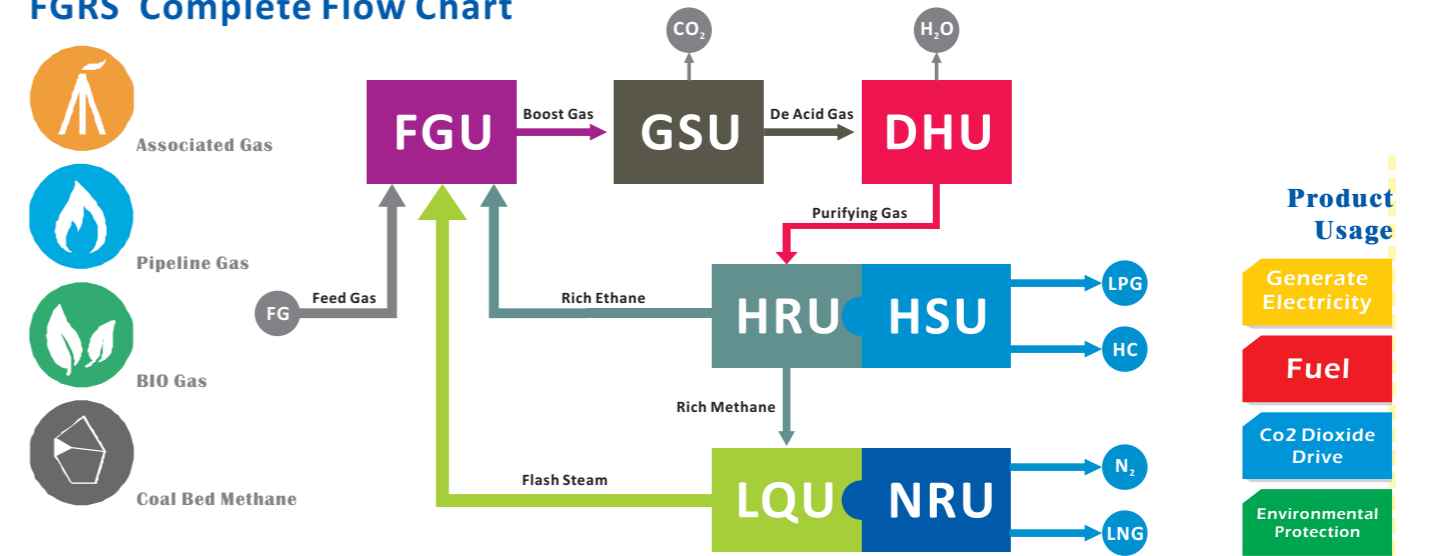 FGRS Complete Flow Chart
CO₂
H₂O
Associated Gas
FGU
Boost Gas
GSU
De Acid Gas
DHU
Pipeline Gas
Purifying Gas
Product
Usage
FG
Feed Gas
Rich Ethane
HRU
HSU
LPG
HC
Generate
Electricity
BIO Gas
Fuel
Rich Methane
Co2 Dioxide
Drive
Coal Bed Methane
Flash Steam
LQU
NRU
N₂
LNG
Environmental
Protection